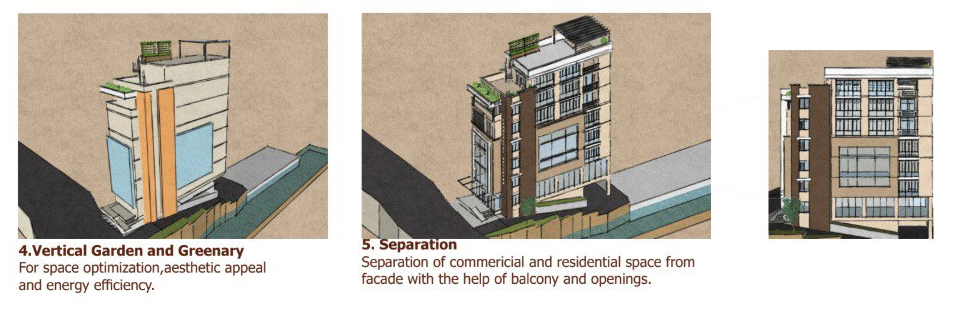 4.Vertical Garden and Greenary
For space optimization,aesthetic appeal
and energy efficiency.
5. Separation
Separation of commericial and residential space from
facade with the help of balcony and openings.